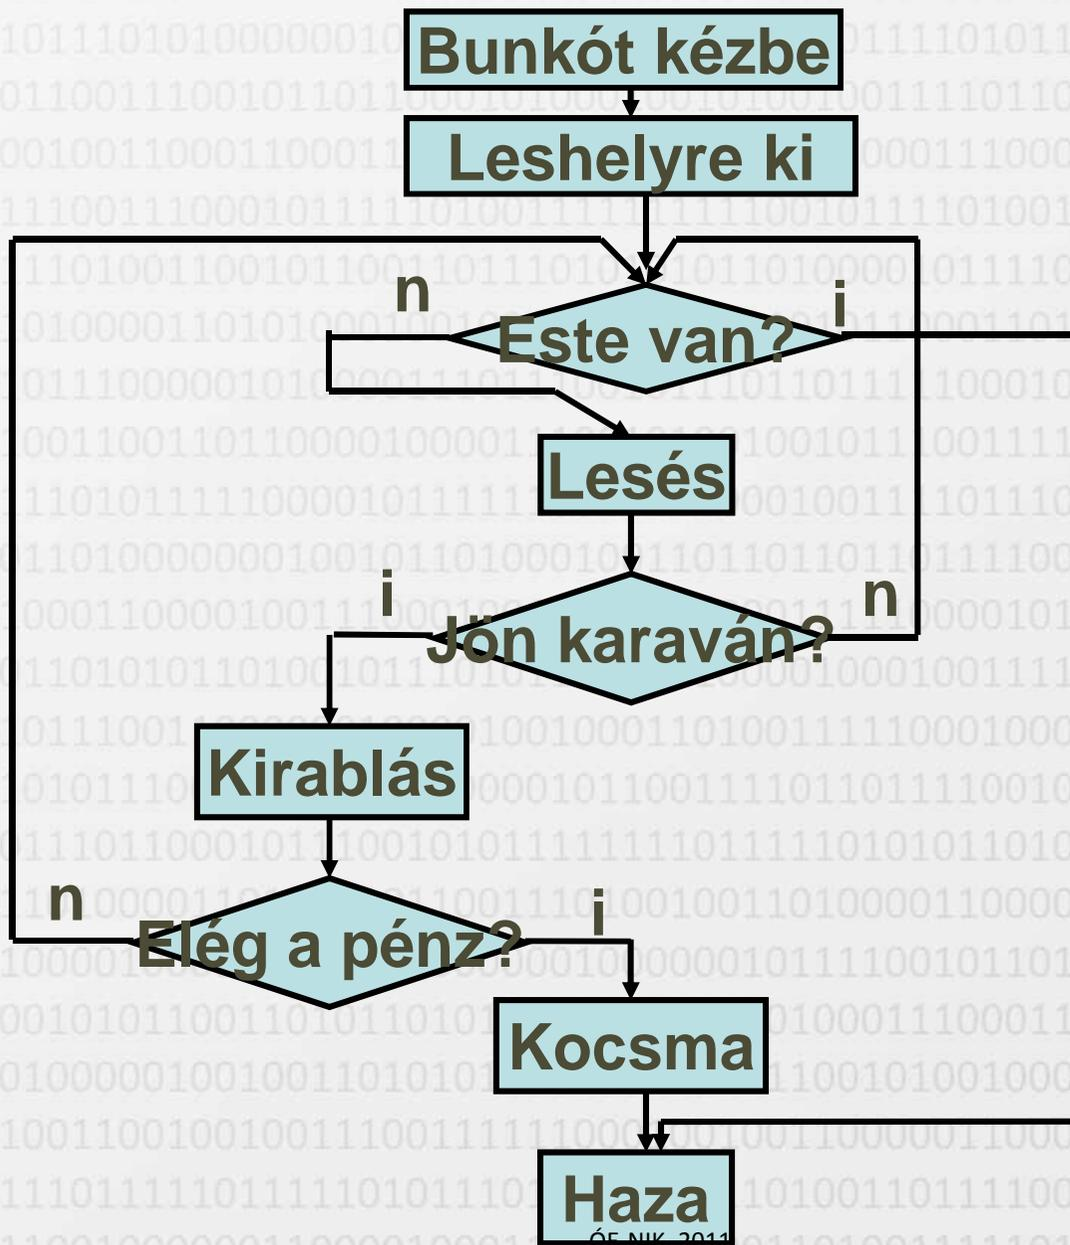 Bunkót kézbe
Leshelyre ki
n
i
Este van?
Lesés
i
n
Jön karaván?
Kirablás
n
i
Elég a pénz?
Kocsma
Haza
ÓE NIK, 2011